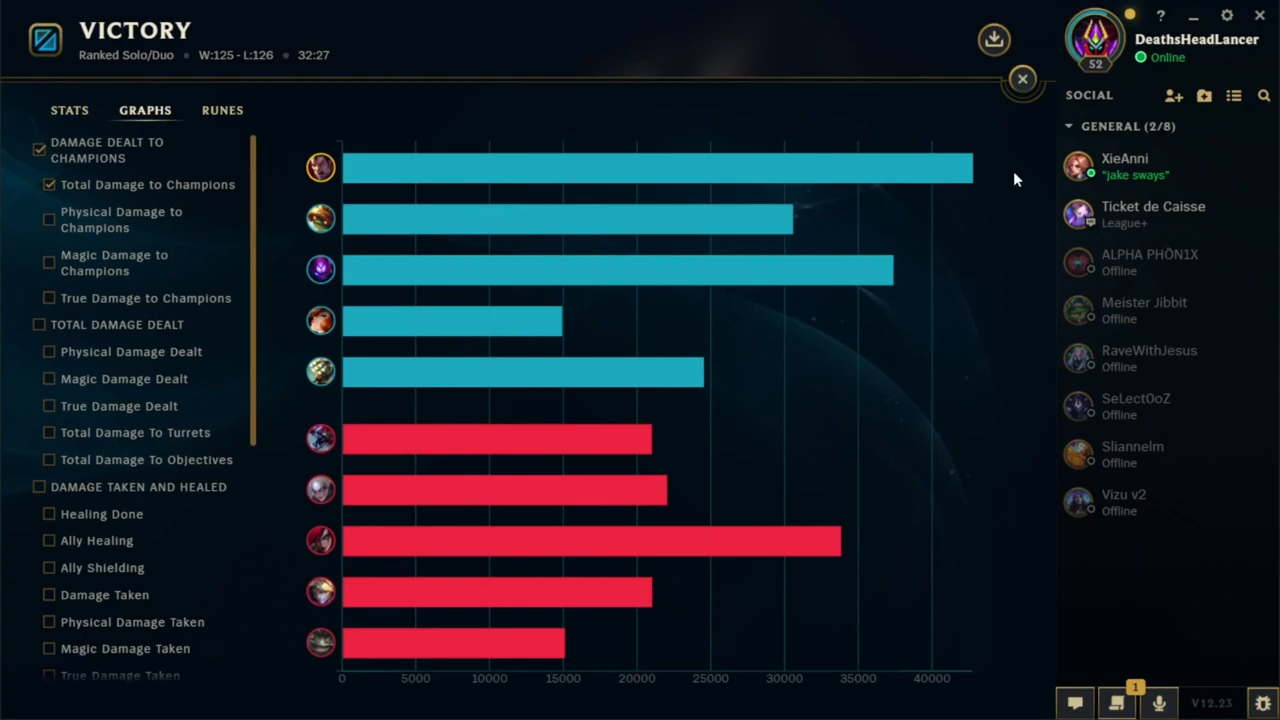 VICTORY
Ranked Solo/Duo • W:125 - L:126 • 32:27
STATS
GRAPHS
RUNES
DAMAGE DEALT TO
CHAMPIONS
Total Damage to Champions
Physical Damage to
Champions
Magic Damage to
Champions
True Damage to Champions
TOTAL DAMAGE DEALT
Physical Damage Dealt
Magic Damage Dealt
True Damage Dealt
Total Damage To Turrets
Total Damage To Objectives
DAMAGE TAKEN AND HEALED
Healing Done
Ally Healing
Ally Shielding
Damage Taken
Physical Damage Taken
Magic Damage Taken
True Damage Taken
0 5000 10000 15000 20000 25000 30000 35000 40000
?
52
DeathsHeadLancer
Online
SOCIAL
GENERAL (2/8)
XieAnni
"jake sways"
Ticket de Caisse
League+
ALPHA PHÖN1X
Offline
Meister Jibbit
Offline
RaveWithJesus
Offline
SeLect0oZ
Offline
Sliannelm
Offline
Vizu v2
Offline
1
V12.23